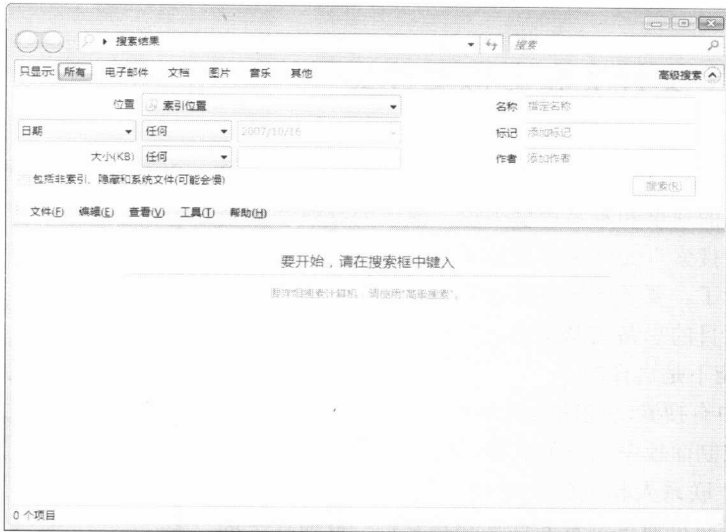 搜索结果
搜索
只显示: 所有 电子邮件 文档 图片 音乐 其他 高级搜索
位置 索引位置 名称 指定名称
日期 任何 2007/10/16 标记 添加标记
大小(KB) 任何 作者 添加作者
包括非索引、隐藏和系统文件(可能会慢)
搜索(R)
文件(F) 编辑(E) 查看(V) 工具(T) 帮助(H)
要开始，请在搜索框中键入
0 个项目